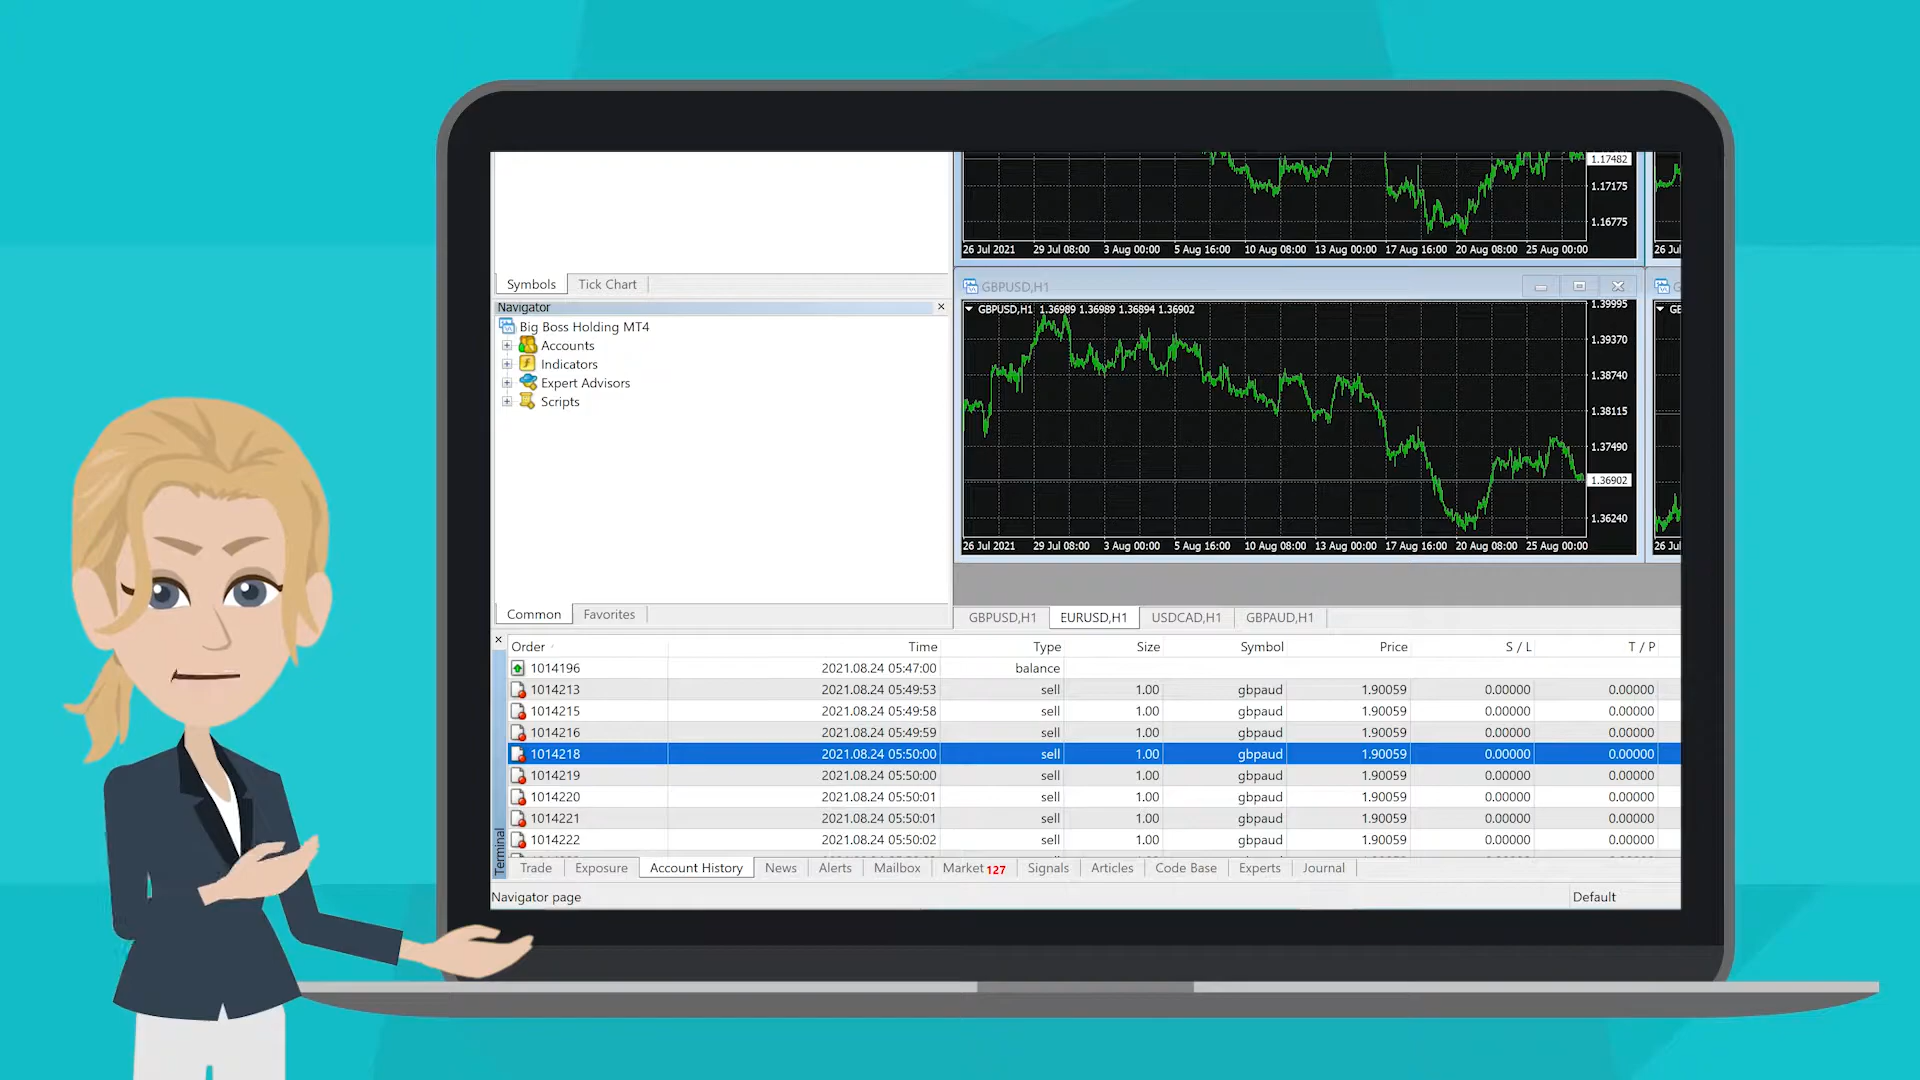 1.17482
1.17175
1.16775
26 Jul 2021 29 Jul 08:00 3 Aug 00:00 5 Aug 16:00 10 Aug 08:00 13 Aug 00:00 17 Aug 16:00 20 Aug 08:00 25 Aug 00:00 26 Jul
Symbols Tick Chart
GBPUSD,H1
Navigator
Big Boss Holding MT4
Accounts
Indicators
Expert Advisors
Scripts
GBPUSD,H1 1.36989 1.36989 1.36894 1.36902
1.39995
1.39370
1.38740
1.38115
1.37490
1.36902
1.36240
26 Jul 2021 29 Jul 08:00 3 Aug 00:00 5 Aug 16:00 10 Aug 08:00 13 Aug 00:00 17 Aug 16:00 20 Aug 08:00 25 Aug 00:00 26 Jul
Common Favorites
GBPUSD,H1 EURUSD,H1 USDCAD,H1 GBPAUD,H1
Order Time Type Size Symbol Price S / L T / P
1014196 2021.08.24 05:47:00 balance
1014213 2021.08.24 05:49:53 sell 1.00 gbpaud 1.90059 0.00000 0.00000
1014215 2021.08.24 05:49:58 sell 1.00 gbpaud 1.90059 0.00000 0.00000
1014216 2021.08.24 05:49:59 sell 1.00 gbpaud 1.90059 0.00000 0.00000
1014218 2021.08.24 05:50:00 sell 1.00 gbpaud 1.90059 0.00000 0.00000
1014219 2021.08.24 05:50:00 sell 1.00 gbpaud 1.90059 0.00000 0.00000
1014220 2021.08.24 05:50:01 sell 1.00 gbpaud 1.90059 0.00000 0.00000
1014221 2021.08.24 05:50:01 sell 1.00 gbpaud 1.90059 0.00000 0.00000
1014222 2021.08.24 05:50:02 sell 1.00 gbpaud 1.90059 0.00000 0.00000
Terminal
Trade Exposure Account History News Alerts Mailbox Market 127 Signals Articles Code Base Experts Journal
Navigator page Default